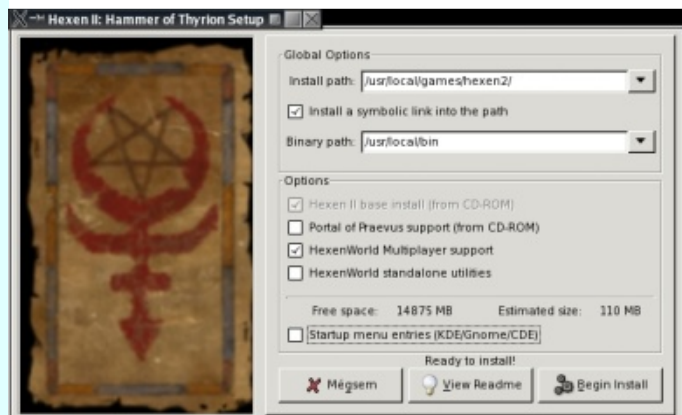 Hexen II: Hammer of Thyrion Setup
Global Options
Install path: /usr/local/games/hexen2/
Install a symbolic link into the path
Binary path: /usr/local/bin
Options
Hexen II base install (from CD-ROM)
Portal of Praevus support (from CD-ROM)
HexenWorld Multiplayer support
HexenWorld standalone utilities
Free space: 14875 MB Estimated size: 110 MB
Startup menu entries (KDE/Gnome/CDE)
Ready to install!
Mégsem View Readme Begin Install